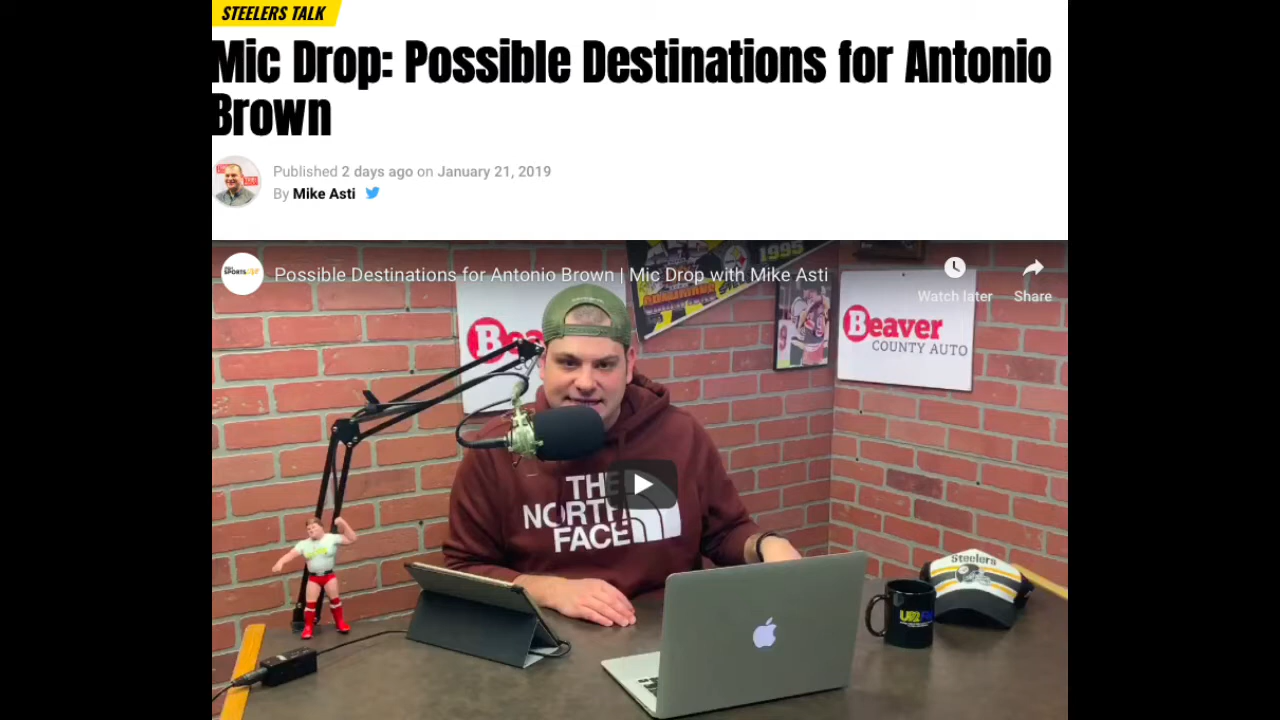 STEELERS TALK
Mic Drop: Possible Destinations for Antonio
Brown
Published 2 days ago on January 21, 2019
By Mike Asti
Possible Destinations for Antonio Brown | Mic Drop with Mike Asti
Watch later
Share
1995
Bea
Beaver
COUNTY AUTO
THE
NORTH
FACE
Steelers